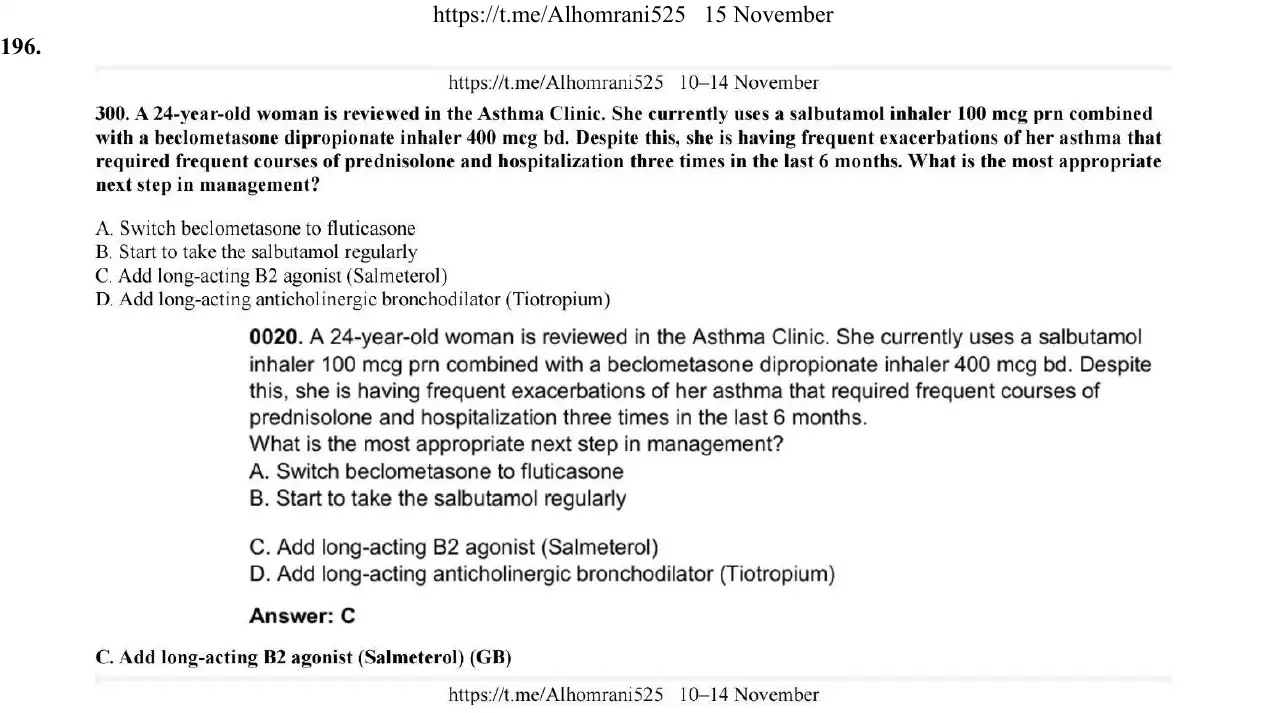 https://t.me/Alhomrani525 15 November
196.
https://t.me/Alhomrani525 10–14 November
300. A 24-year-old woman is reviewed in the Asthma Clinic. She currently uses a salbutamol inhaler 100 mcg prn combined
with a beclometasone dipropionate inhaler 400 mcg bd. Despite this, she is having frequent exacerbations of her asthma that
required frequent courses of prednisolone and hospitalization three times in the last 6 months. What is the most appropriate
next step in management?
A. Switch beclometasone to fluticasone
B. Start to take the salbutamol regularly
C. Add long-acting B2 agonist (Salmeterol)
D. Add long-acting anticholinergic bronchodilator (Tiotropium)
0020. A 24-year-old woman is reviewed in the Asthma Clinic. She currently uses a salbutamol
inhaler 100 mcg prn combined with a beclometasone dipropionate inhaler 400 mcg bd. Despite
this, she is having frequent exacerbations of her asthma that required frequent courses of
prednisolone and hospitalization three times in the last 6 months.
What is the most appropriate next step in management?
A. Switch beclometasone to fluticasone
B. Start to take the salbutamol regularly
C. Add long-acting B2 agonist (Salmeterol)
D. Add long-acting anticholinergic bronchodilator (Tiotropium)
Answer: C
C. Add long-acting B2 agonist (Salmeterol) (GB)
https://t.me/Alhomrani525 10–14 November